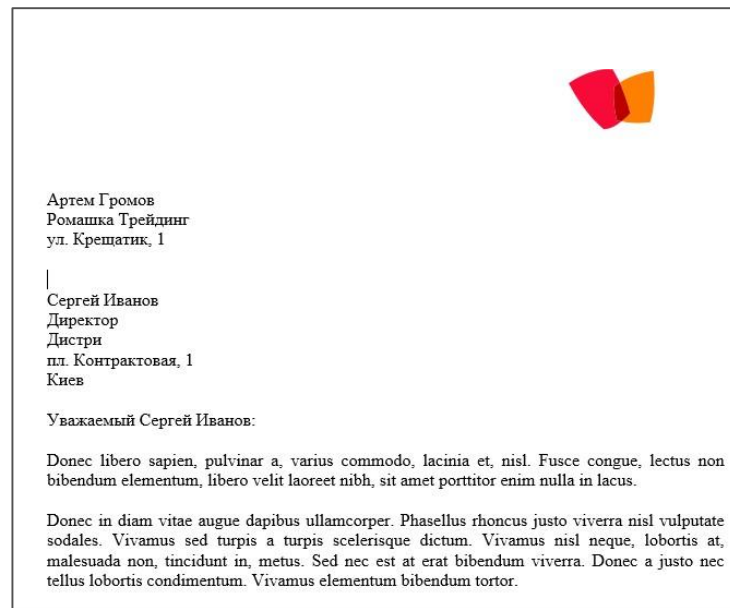 Артем Громов
Ромашка Трейдинг
ул. Крещатик, 1
Сергей Иванов
Директор
Дистри
пл. Контрактовая, 1
Киев
Уважаемый Сергей Иванов:
Donec libero sapien, pulvinar a, varius commodo, lacinia et, nisl. Fusce congue, lectus non
bibendum elementum, libero velit laoreet nibh, sit amet porttitor enim nulla in lacus.
Donec in diam vitae augue dapibus ullamcorper. Phasellus rhoncus justo viverra nisl vulputate
sodales. Vivamus sed turpis a turpis scelerisque dictum. Vivamus nisl neque, lobortis at,
malesuada non, tincidunt in, metus. Sed nec est at erat bibendum viverra. Donec a justo nec
tellus lobortis condimentum. Vivamus elementum bibendum tortor.